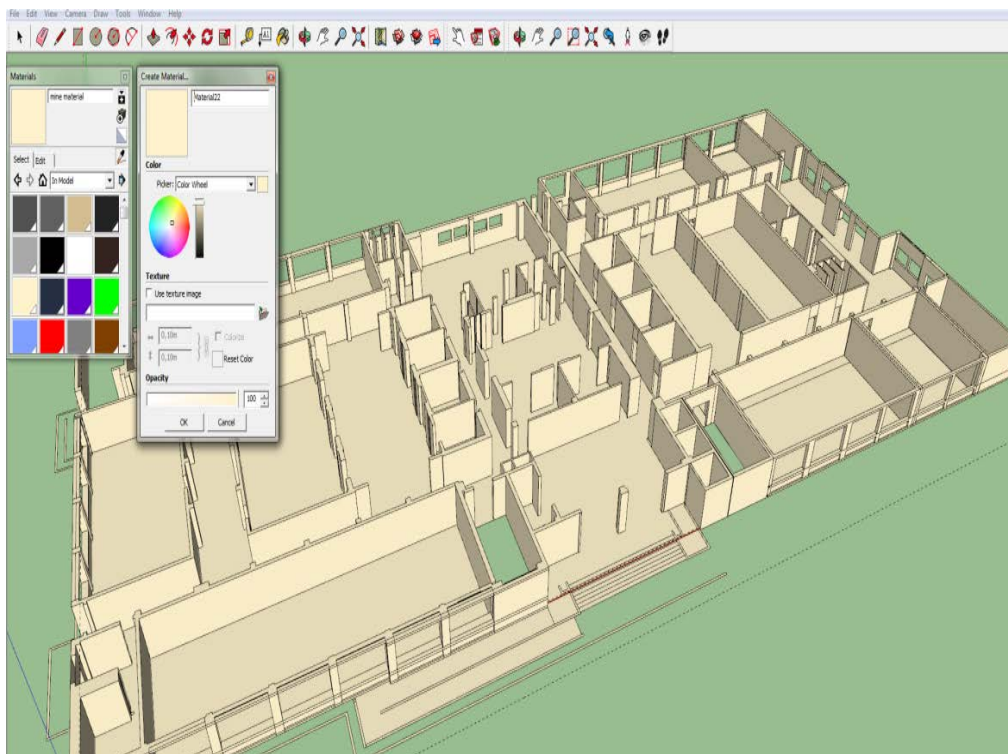 File Edit View Camera Draw Tools Window Help
A1
Materials
mine material
Select Edit
In Model
Create Material...
Material22
Color
Picker: Color Wheel
Texture
Use texture image
0,10m
Colorize
0,10m
Reset Color
Opacity
100
OK Cancel